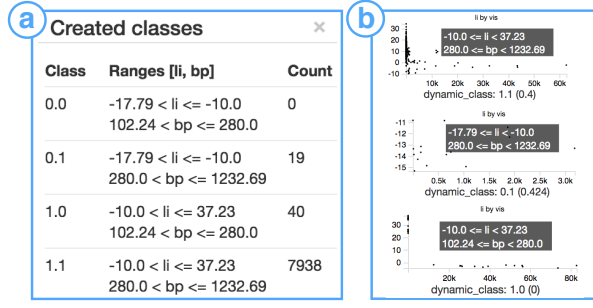 a
Created classes ×
Class Ranges [li, bp] Count
0.0 -17.79 < li <= -10.0 0
102.24 < bp <= 280.0
0.1 -17.79 < li <= -10.0 19
280.0 < bp <= 1232.69
1.0 -10.0 < li <= 37.23 40
102.24 < bp <= 280.0
1.1 -10.0 < li <= 37.23 7938
280.0 < bp <= 1232.69
b
li by vis
30
20
10
0
-10
-10.0 <= li < 37.23
280.0 <= bp < 1232.69
10k 20k 30k 40k 50k 60k
dynamic_class: 1.1 (0.4)
li by vis
-11
-12
-13
-14
-15
-17.79 <= li < -10.0
280.0 <= bp < 1232.69
0.5k 1.0k 1.5k 2.0k 2.5k 3.0k
dynamic_class: 0.1 (0.424)
li by vis
30
20
10
0
-10.0 <= li < 37.23
102.24 <= bp < 280.0
20k 40k 60k 80k
dynamic_class: 1.0 (0)